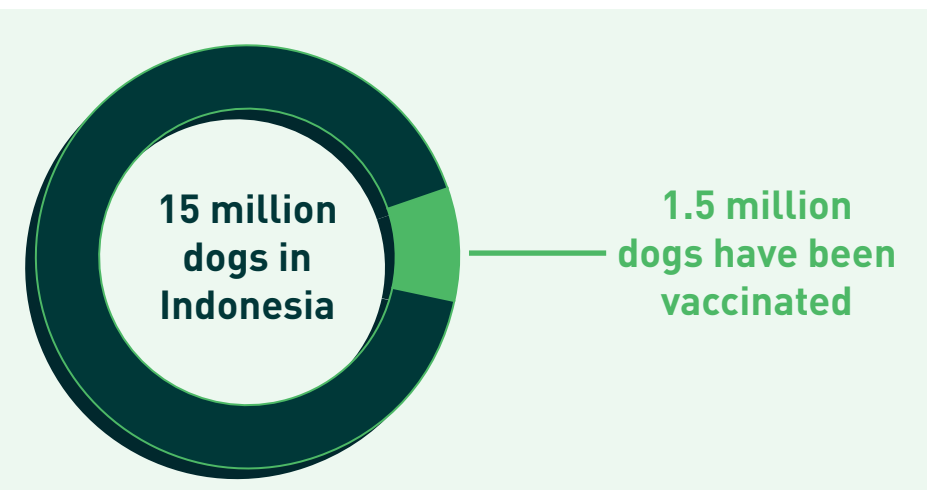 15 million
dogs in
Indonesia
1.5 million
dogs have been
vaccinated